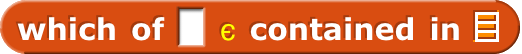 which of є contained in